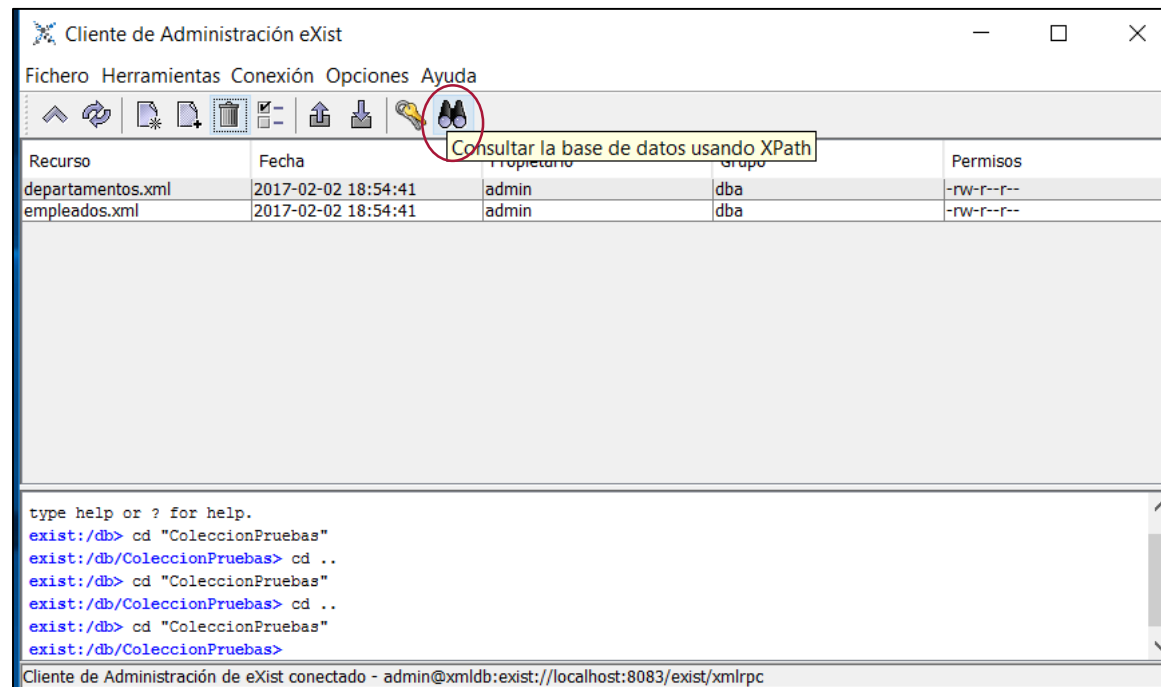 Cliente de Administración eXist
Fichero Herramientas Conexión Opciones Ayuda
Consultar la base de datos usando XPath
Recurso Fecha Propietario Grupo Permisos
departamentos.xml 2017-02-02 18:54:41 admin dba -rw-r--r--
empleados.xml 2017-02-02 18:54:41 admin dba -rw-r--r--
type help or ? for help.
exist:/db> cd "ColeccionPruebas"
exist:/db/ColeccionPruebas> cd ..
exist:/db> cd "ColeccionPruebas"
exist:/db/ColeccionPruebas> cd ..
exist:/db> cd "ColeccionPruebas"
exist:/db/ColeccionPruebas>
Cliente de Administración de eXist conectado - admin@xmldb:exist://localhost:8083/exist/xmlrpc